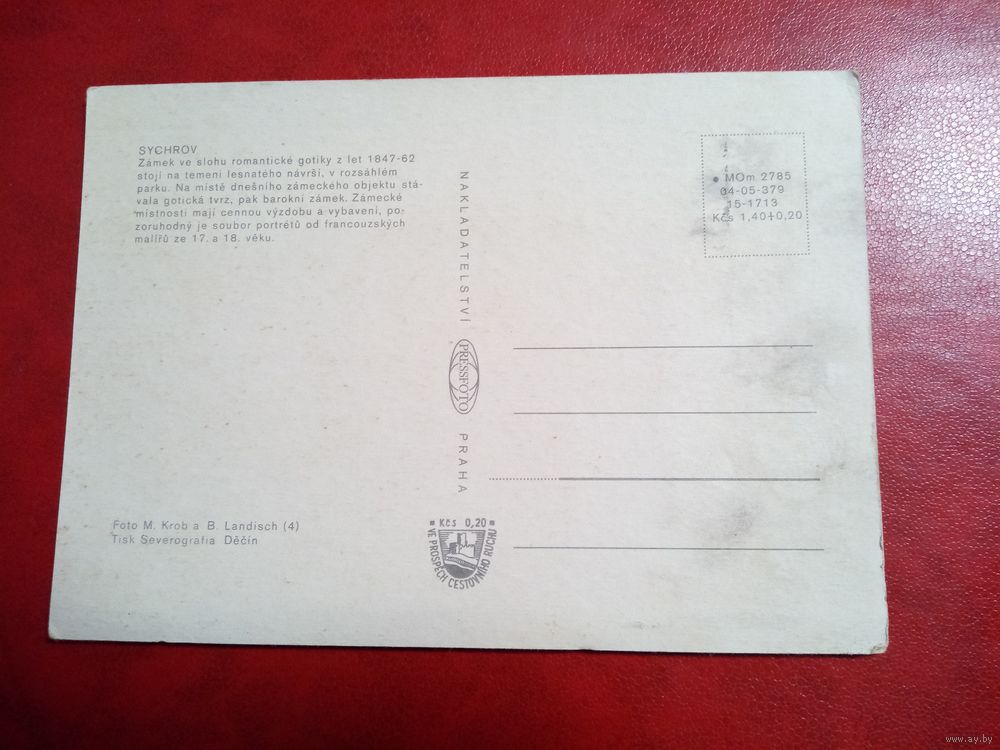 SYCHROV
Zámek ve slohu romantické gotiky z let 1847-62
stojí na temeni lesnatého návrší, v rozsáhlém
parku. Na místě dnešního zámeckého objektu stá-
vala gotická tvrz, pak barokní zámek. Zámecké
místnosti mají cennou výzdobu a vybavení, po-
zoruhodný je soubor portrétů od francouzských
malířů ze 17. a 18. věku.
Foto M. Krob a B. Landisch (4)
Tisk Severografia Děčín
NAKLADATELSTVÍ
PRESSFOTO
PRAHA
Kčs 0,20
VE PROSPĚCH CESTOVNÍHO RUCHU
MOm 2785
04-05-379
15-1713
Kčs 1,40+0,20
www.ay.by